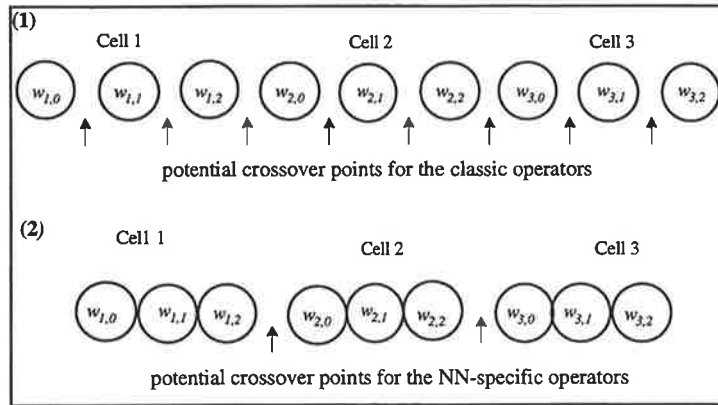 (1)
Cell 1 Cell 2 Cell 3
w1,0 w1,1 w1,2 w2,0 w2,1 w2,2 w3,0 w3,1 w3,2
potential crossover points for the classic operators
(2)
Cell 1 Cell 2 Cell 3
w1,0 w1,1 w1,2 w2,0 w2,1 w2,2 w3,0 w3,1 w3,2
potential crossover points for the NN-specific operators